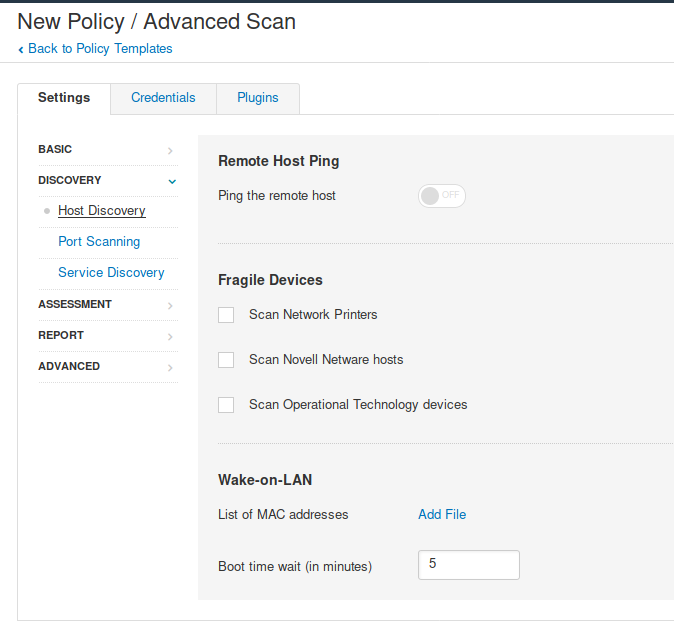 New Policy / Advanced Scan
‹ Back to Policy Templates
Settings
Credentials
Plugins
BASIC
DISCOVERY
Host Discovery
Port Scanning
Service Discovery
ASSESSMENT
REPORT
ADVANCED
Remote Host Ping
Ping the remote host
OFF
Fragile Devices
Scan Network Printers
Scan Novell Netware hosts
Scan Operational Technology devices
Wake-on-LAN
List of MAC addresses
Add File
Boot time wait (in minutes)
5